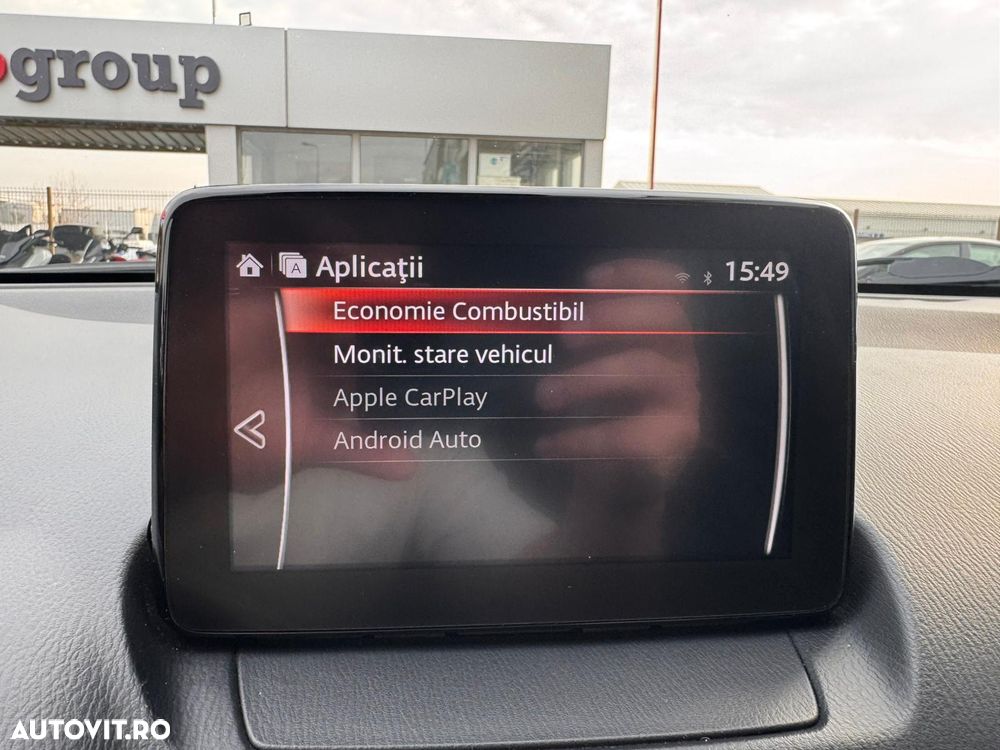 group
A Aplicaţii 15:49
Economie Combustibil
Monit. stare vehicul
Apple CarPlay
Android Auto
AUTOVIT.RO